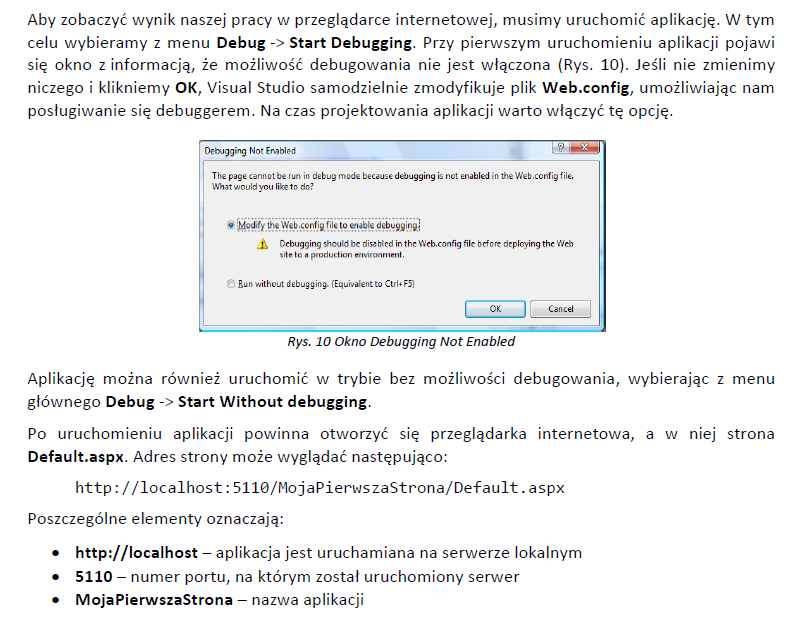 Aby zobaczyć wynik naszej pracy w przeglądarce internetowej, musimy uruchomić aplikację. W tym
celu wybieramy z menu Debug -> Start Debugging. Przy pierwszym uruchomieniu aplikacji pojawi
się okno z informacją, że możliwość debugowania nie jest włączona (Rys. 10). Jeśli nie zmienimy
niczego i klikniemy OK, Visual Studio samodzielnie zmodyfikuje plik Web.config, umożliwiając nam
posługiwanie się debuggerem. Na czas projektowania aplikacji warto włączyć tę opcję.
Debugging Not Enabled
The page cannot be run in debug mode because debugging is not enabled in the Web.config file.
What would you like to do?
Modify the Web.config file to enable debugging.
Debugging should be disabled in the Web.config file before deploying the Web
site to a production environment.
Run without debugging. (Equivalent to Ctrl+F5)
OK Cancel
Rys. 10 Okno Debugging Not Enabled
Aplikację można również uruchomić w trybie bez możliwości debugowania, wybierając z menu
głównego Debug -> Start Without debugging.
Po uruchomieniu aplikacji powinna otworzyć się przeglądarka internetowa, a w niej strona
Default.aspx. Adres strony może wyglądać następująco:
http://localhost:5110/MojaPierwszaStrona/Default.aspx
Poszczególne elementy oznaczają:
• http://localhost – aplikacja jest uruchamiana na serwerze lokalnym
• 5110 – numer portu, na którym został uruchomiony serwer
• MojaPierwszaStrona – nazwa aplikacji